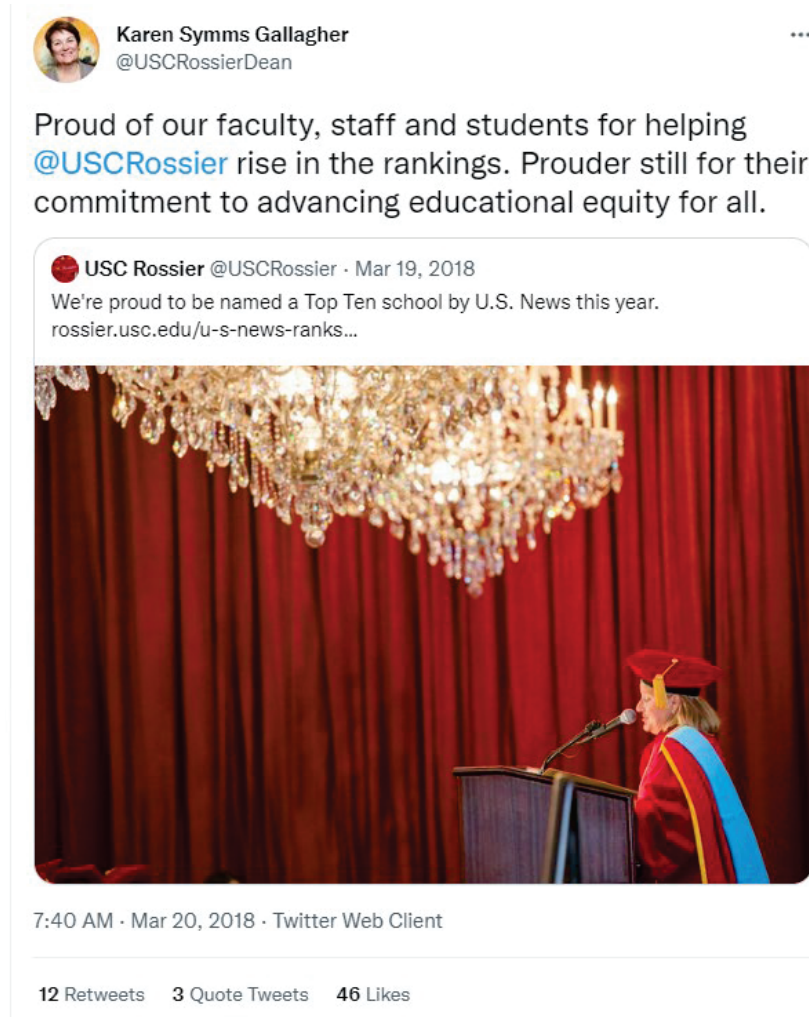 Karen Symms Gallagher
@USCRossierDean
Proud of our faculty, staff and students for helping
@USCRossier rise in the rankings. Prouder still for their
commitment to advancing educational equity for all.
USC Rossier @USCRossier · Mar 19, 2018
We're proud to be named a Top Ten school by U.S. News this year.
rossier.usc.edu/u-s-news-ranks...
7:40 AM · Mar 20, 2018 · Twitter Web Client
12 Retweets 3 Quote Tweets 46 Likes